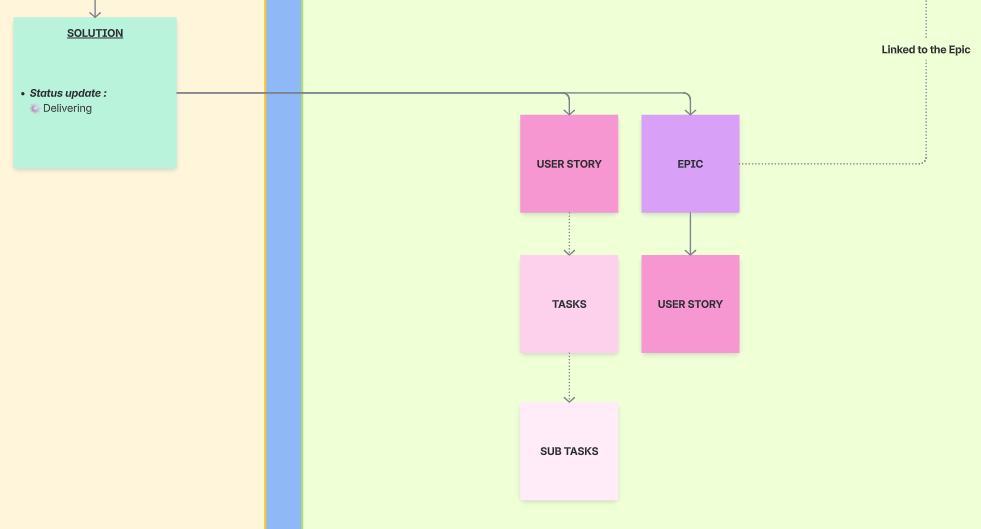 SOLUTION
Linked to the Epic
• Status update :
Delivering
USER STORY
EPIC
TASKS
USER STORY
SUB TASKS